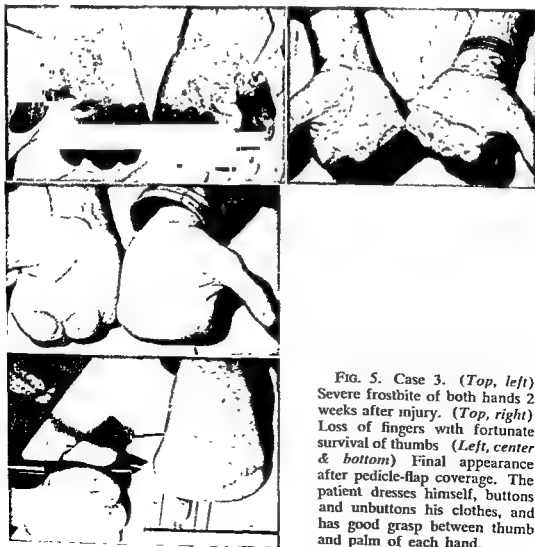 FIG. 5. Case 3. (Top, left)
Severe frostbite of both hands 2
weeks after injury. (Top, right)
Loss of fingers with fortunate
survival of thumbs (Left, center
& bottom) Final appearance
after pedicle-flap coverage. The
patient dresses himself, buttons
and unbuttons his clothes, and
has good grasp between thumb
and palm of each hand.